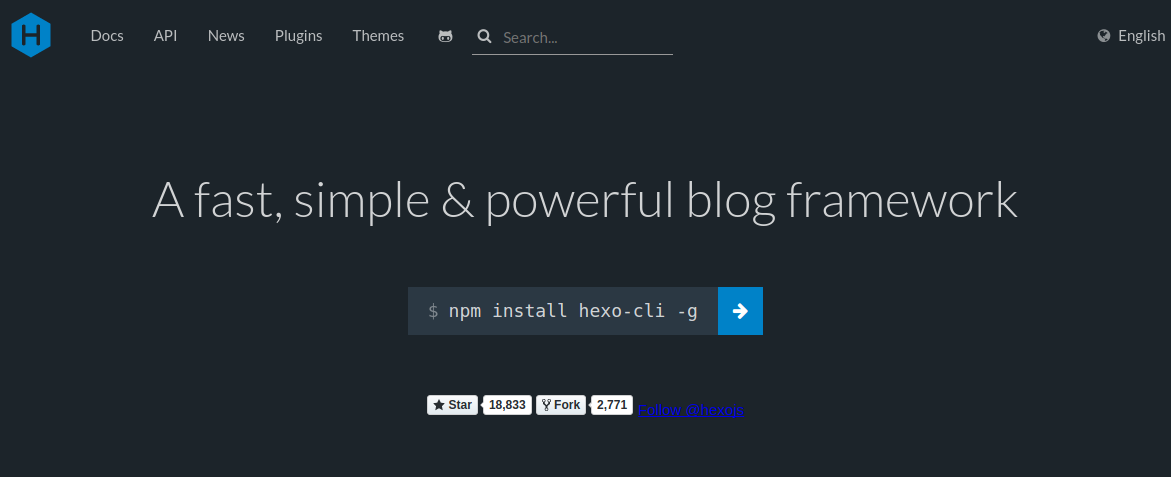 H Docs API News Plugins Themes Search... English
A fast, simple & powerful blog framework
$ npm install hexo-cli -g
Star 18,833 Fork 2,771 Follow @hexojs